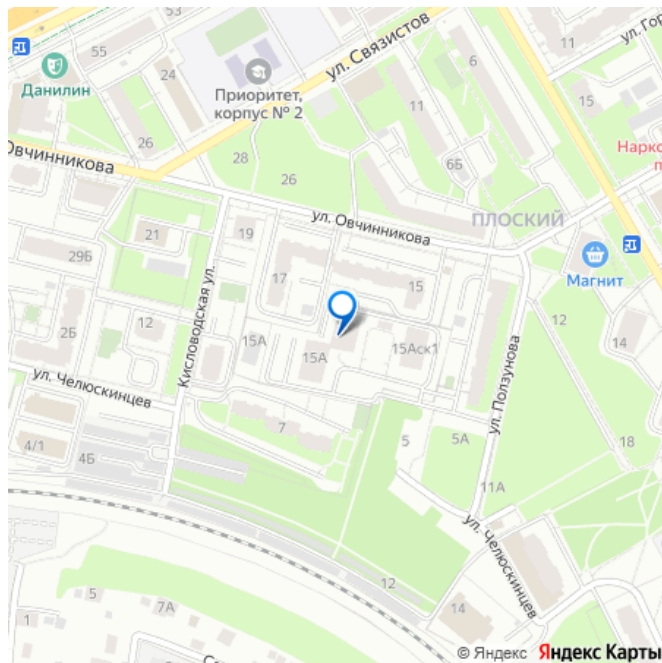 55
53
24
Данилин
Приоритет,
корпус № 2
ул. Связистов
11
6
ул. Гор
11
15
26
28
26
6Б
Нарко
п
Овчинникова
ул. Овчинникова
ПЛОСКИЙ
21
19
29Б
17
15
Магнит
Кисловодская ул.
2Б
12
15А
15А
15Аск1
12
14
ул. Ползунова
ул. Челюскинцев
7
4/1
4Б
5
5А
18
11А
ул. Челюскинцев
12
14
5
7А
1
С
© Яндекс Яндекс Карты